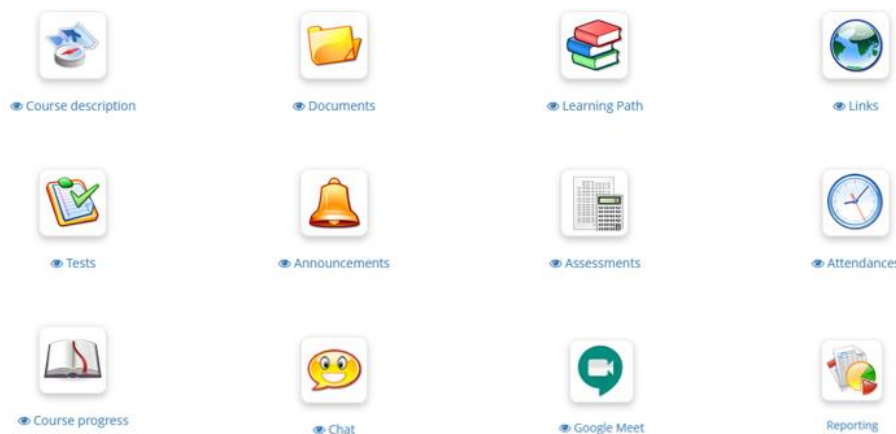 Course description
Documents
Learning Path
Links
Tests
Announcements
Assessments
Attendances
Course progress
Chat
Google Meet
Reporting